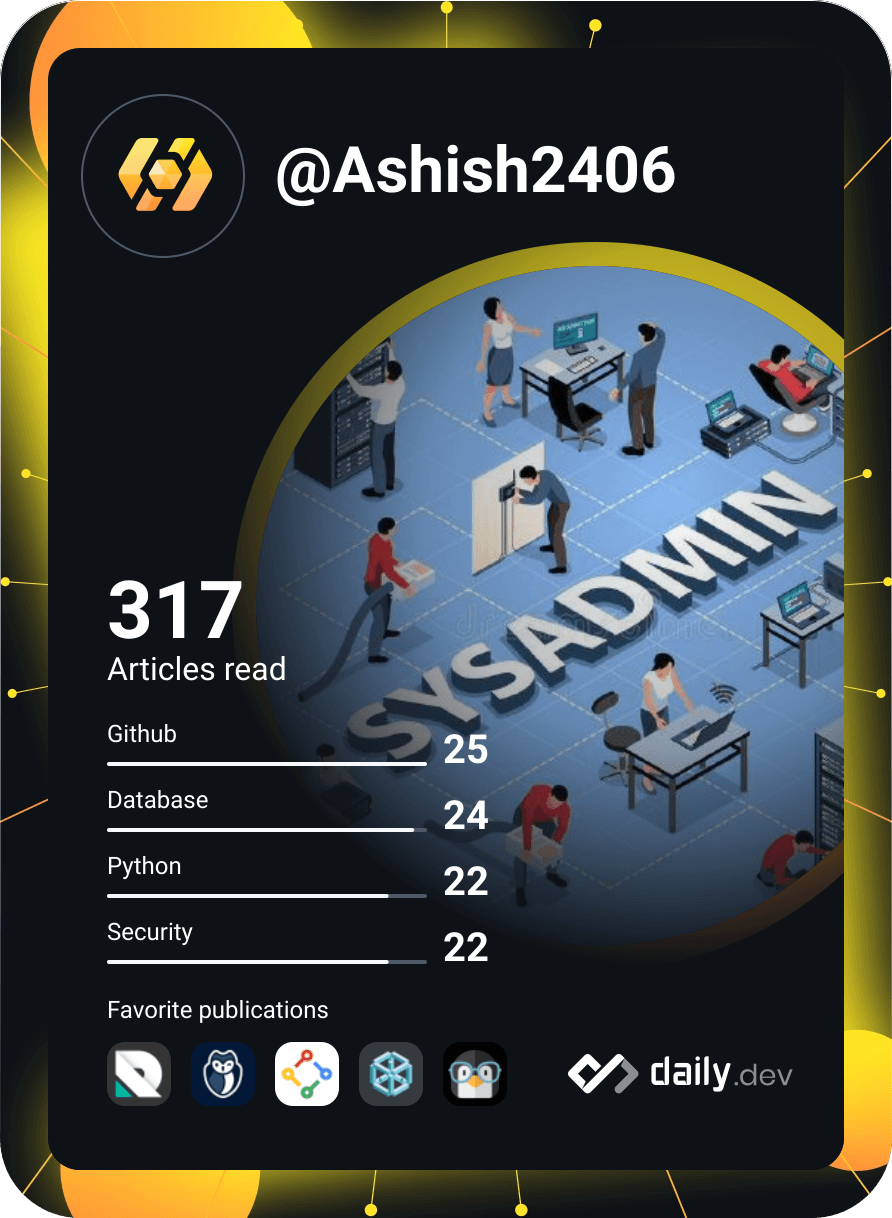 @Ashish2406
SYSADMIN
317
Articles read
Github
25
Database
24
Python
22
Security
22
Favorite publications
daily.dev